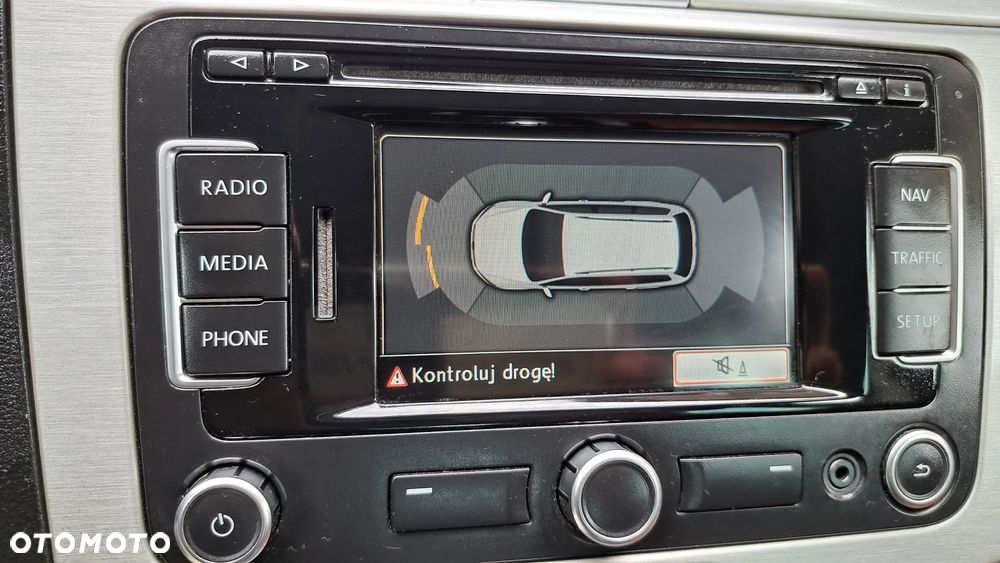 RADIO
NAV
MEDIA
TRAFFIC
PHONE
SETUP
Kontroluj drogę!
OTOMOTO